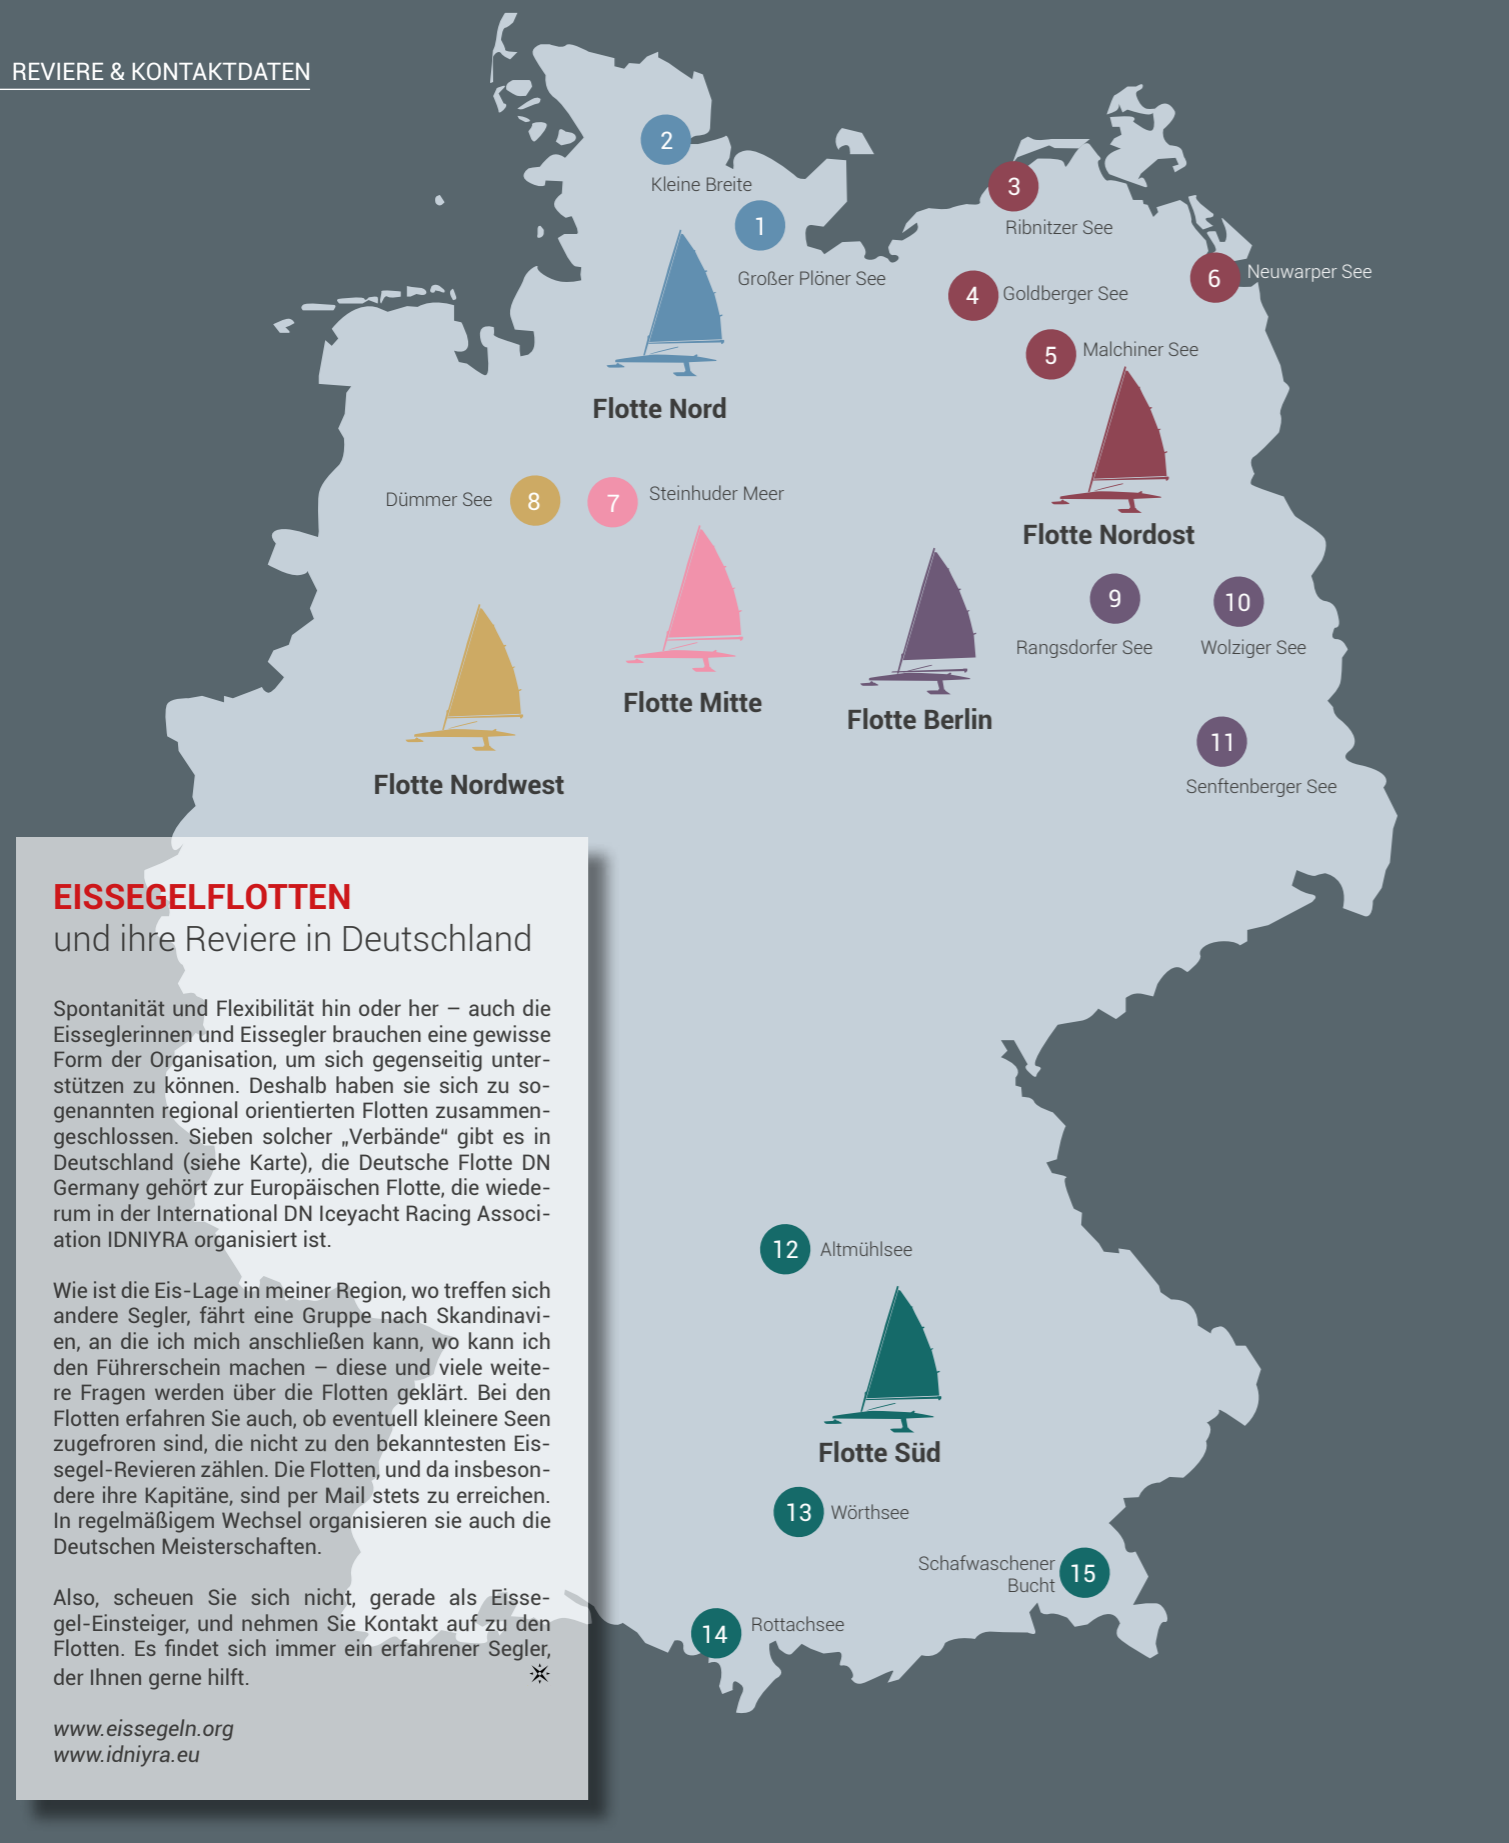 REVIERE & KONTAKTDATEN
2
Kleine Breite
1
Großer Plöner See
3
Ribnitzer See
4
Goldberger See
6
Neuwarper See
5
Malchiner See
Flotte Nord
Dümmer See
8
7
Steinhuder Meer
Flotte Nordost
9
Rangsdorfer See
10
Wolziger See
Flotte Mitte
Flotte Berlin
11
Senftenberger See
Flotte Nordwest
EISSEGELFLOTTEN
und ihre Reviere in Deutschland
Spontanität und Flexibilität hin oder her – auch die
Eisseglerinnen und Eissegler brauchen eine gewisse
Form der Organisation, um sich gegenseitig unter-
stützen zu können. Deshalb haben sie sich zu so-
genannten regional orientierten Flotten zusammen-
geschlossen. Sieben solcher „Verbände“ gibt es in
Deutschland (siehe Karte), die Deutsche Flotte DN
Germany gehört zur Europäischen Flotte, die wiede-
rum in der International DN Iceyacht Racing Associ-
ation IDNIYRA organisiert ist.
Wie ist die Eis-Lage in meiner Region, wo treffen sich
andere Segler, fährt eine Gruppe nach Skandinavi-
en, an die ich mich anschließen kann, wo kann ich
den Führerschein machen – diese und viele weite-
re Fragen werden über die Flotten geklärt. Bei den
Flotten erfahren Sie auch, ob eventuell kleinere Seen
zugefroren sind, die nicht zu den bekanntesten Eis-
segel-Revieren zählen. Die Flotten, und da insbeson-
dere ihre Kapitäne, sind per Mail stets zu erreichen.
In regelmäßigem Wechsel organisieren sie auch die
Deutschen Meisterschaften.
Also, scheuen Sie sich nicht, gerade als Eisse-
gel-Einsteiger, und nehmen Sie Kontakt auf zu den
Flotten. Es findet sich immer ein erfahrener Segler,
der Ihnen gerne hilft.
www.eissegeln.org
www.idniyra.eu
12
Altmühlsee
Flotte Süd
13
Wörthsee
Schafwaschener
Bucht
15
14
Rottachsee